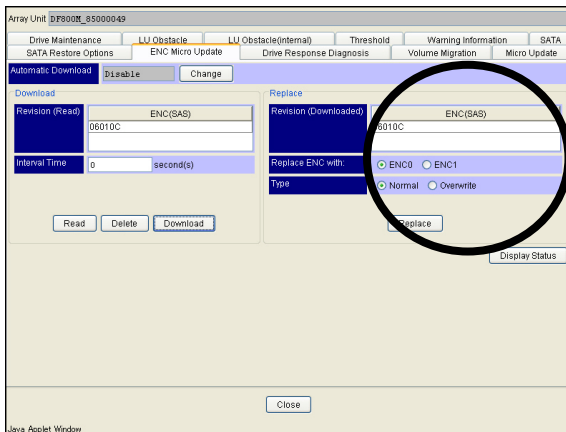 Array Unit DF800M_85000049
Drive Maintenance LU Obstacle LU Obstacle(internal) Threshold Warning Information SATA
SATA Restore Options ENC Micro Update Drive Response Diagnosis Volume Migration Micro Update
Automatic Download Disable Change
Download
Revision (Read) ENC(SAS)
06010C
Interval Time 0 second(s)
Read Delete Download
Replace
Revision (Downloaded) ENC(SAS)
06010C
Replace ENC with: ENC0 ENC1
Type Normal Overwrite
Replace
Display Status
Close
Java Applet Window